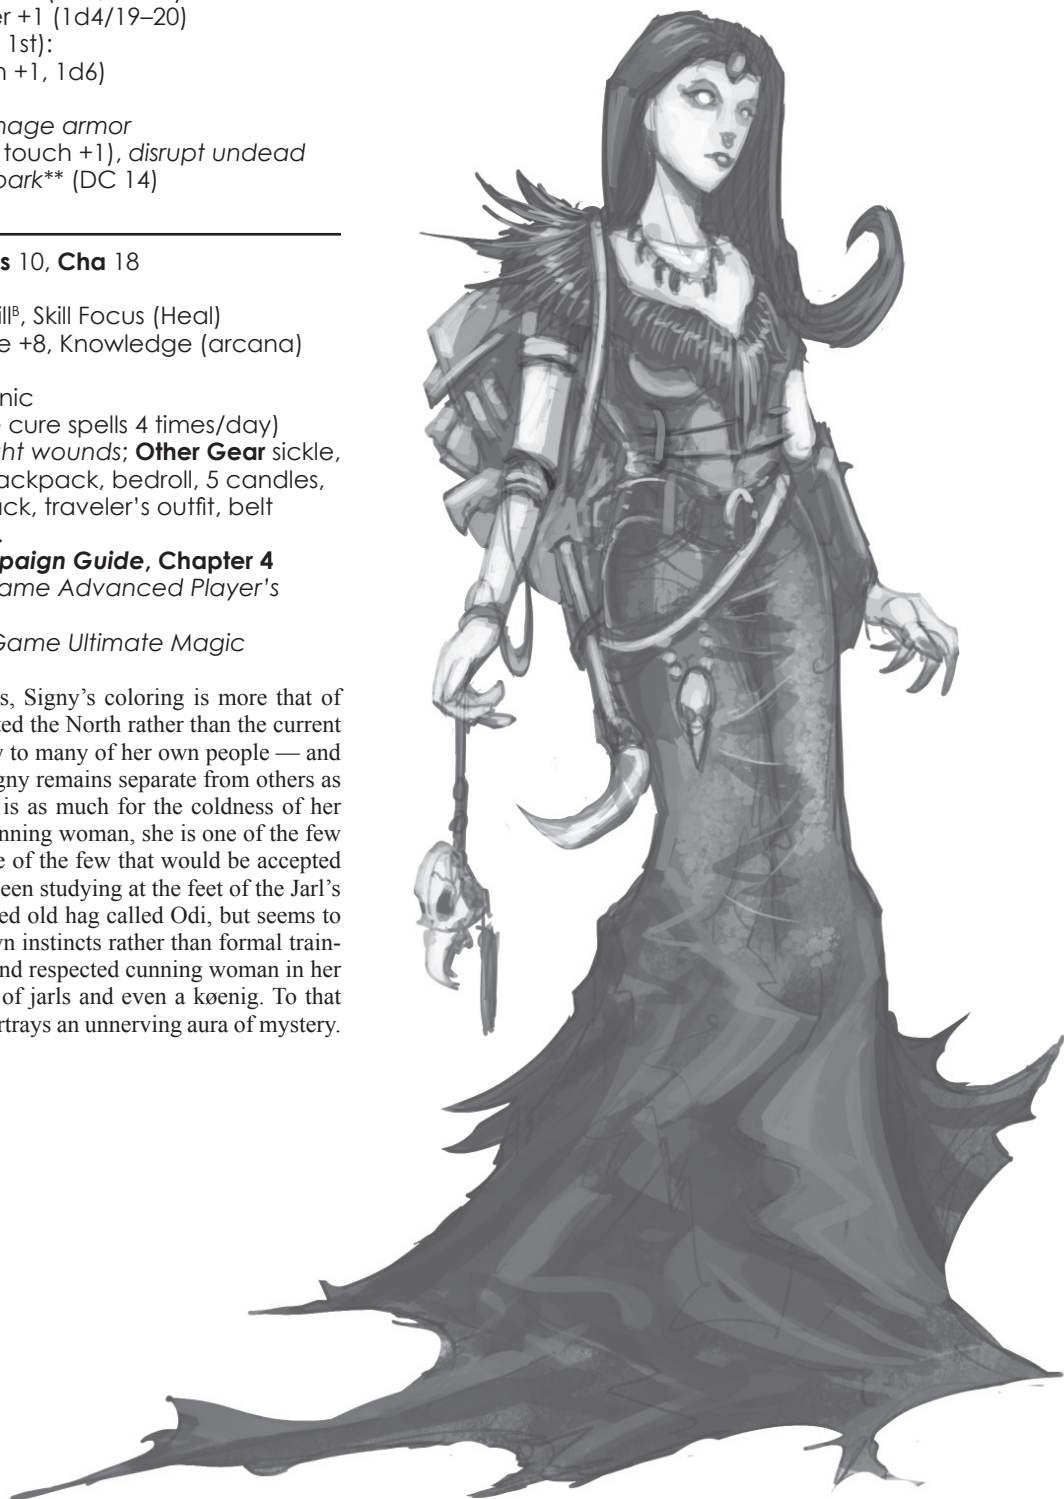 er +1 (1d4/19–20)
1st):
n +1, 1d6)
mage armor
touch +1), disrupt undead
park** (DC 14)
s 10, Cha 18
illᴮ, Skill Focus (Heal)
e +8, Knowledge (arcana)
nic
e cure spells 4 times/day)
ght wounds; Other Gear sickle,
backpack, bedroll, 5 candles,
ack, traveler’s outfit, belt
paign Guide, Chapter 4
ame Advanced Player’s
Game Ultimate Magic
s, Signy’s coloring is more that of
ted the North rather than the current
y to many of her own people — and
igny remains separate from others as
is as much for the coldness of her
nning woman, she is one of the few
e of the few that would be accepted
een studying at the feet of the Jarl’s
ed old hag called Odi, but seems to
vn instincts rather than formal train-
nd respected cunning woman in her
of jarls and even a køenig. To that
rtrays an unnerving aura of mystery.